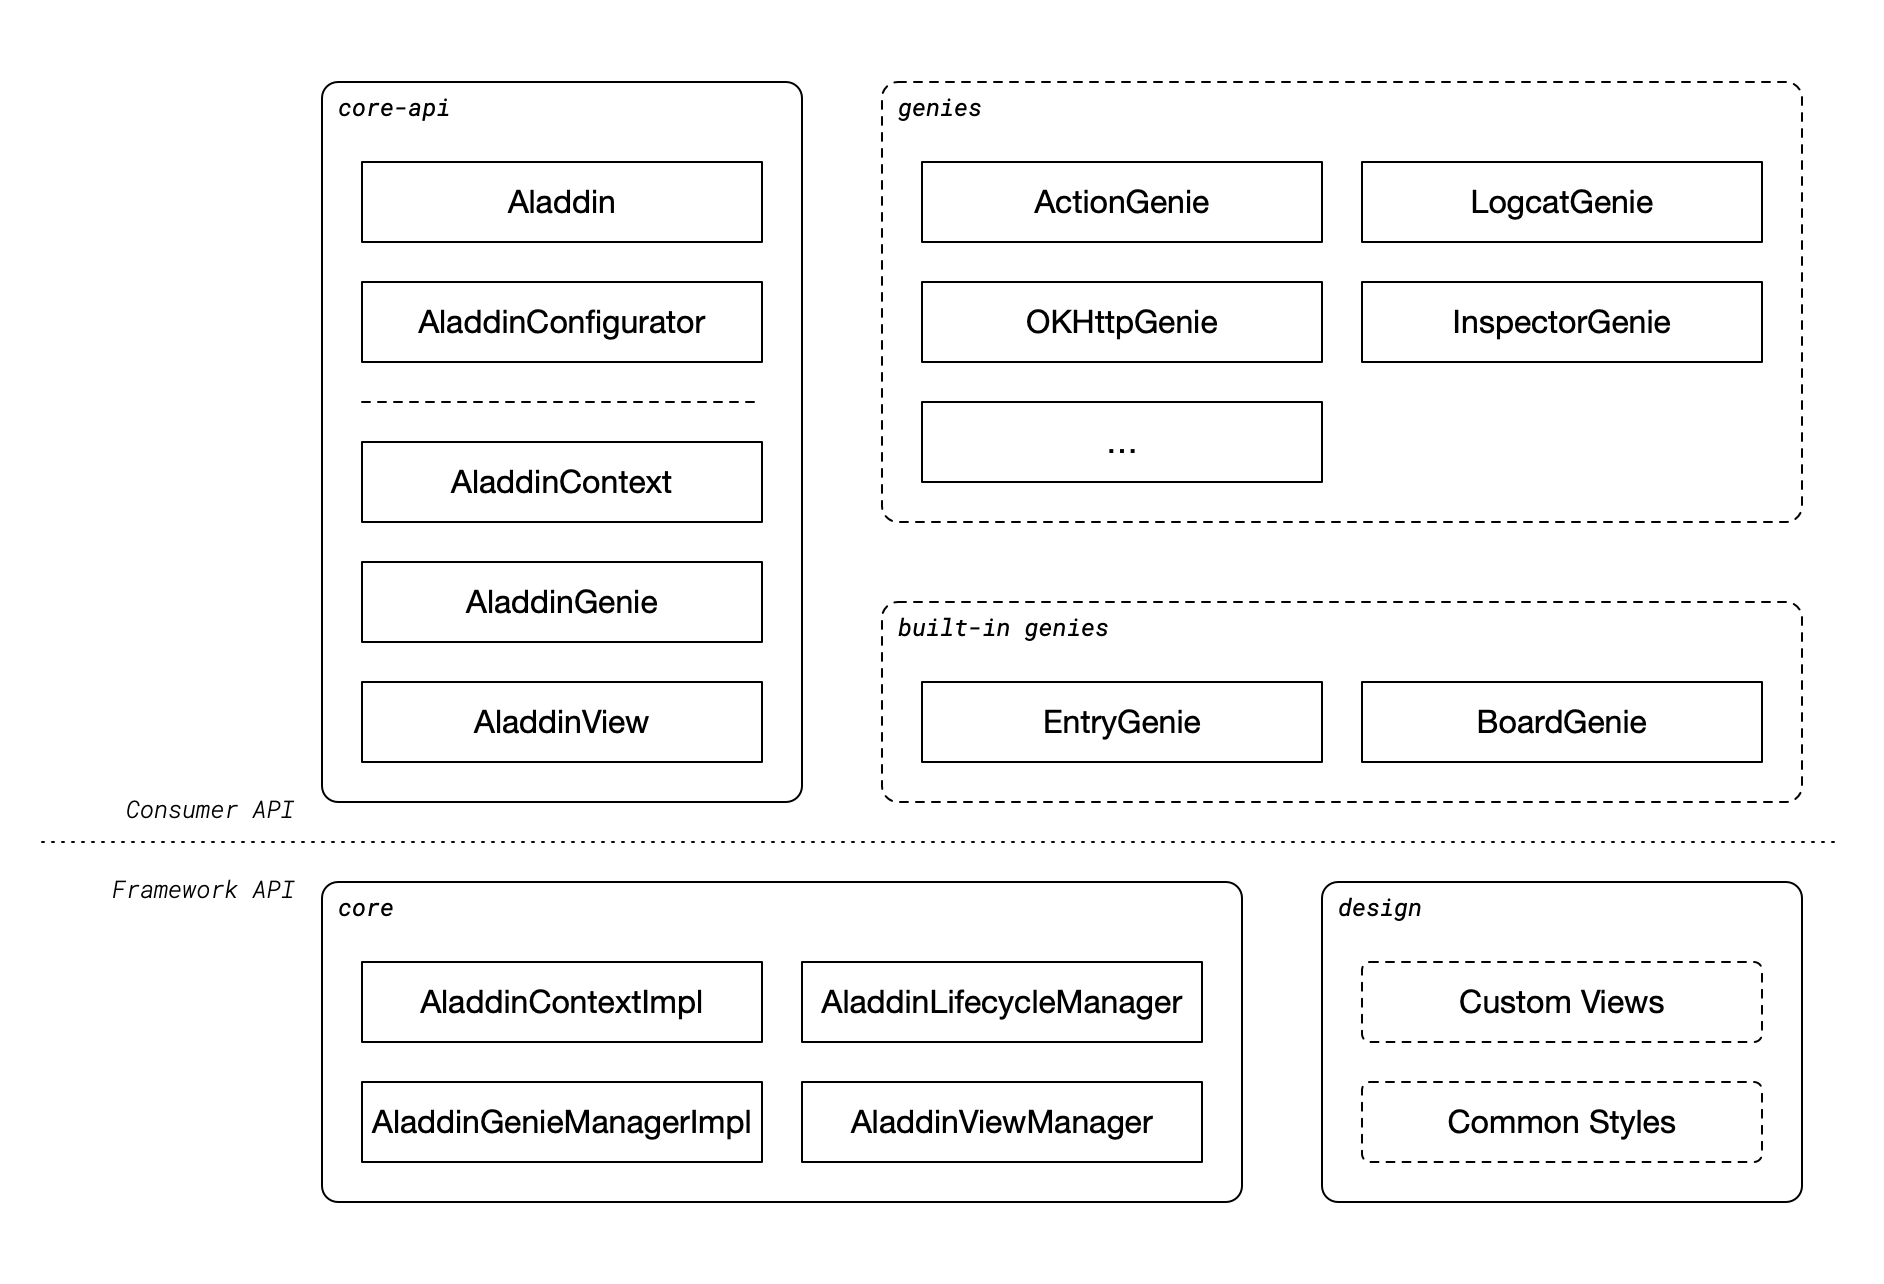 core-api
Aladdin
AladdinConfigurator
AladdinContext
AladdinGenie
AladdinView
genies
ActionGenie
LogcatGenie
OKHttpGenie
InspectorGenie
...
built-in genies
EntryGenie
BoardGenie
Consumer API
Framework API
core
AladdinContextImpl
AladdinLifecycleManager
AladdinGenieManagerImpl
AladdinViewManager
design
Custom Views
Common Styles